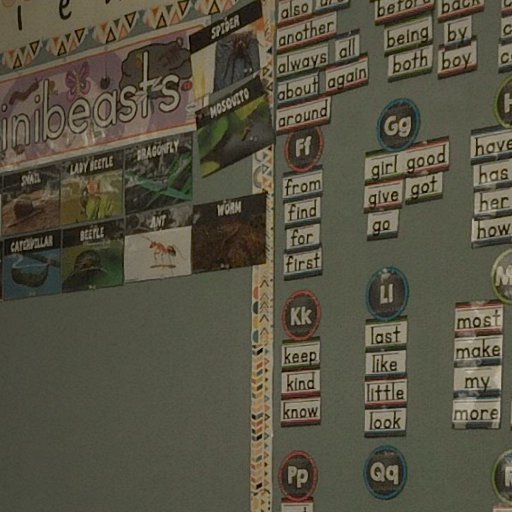 i e
inibeasts
SPIDER
MOSQUITO
SNAIL
LADY BEETLE
DRAGONFLY
CATERPILLAR
BEETLE
ANT
WORM
also are
another
always all
about again
around
before back
being by
both boy
Ff
from
find
for
first
Gg
girl good
give got
go
H
have
has
her
how
Kk
keep
kind
know
Ll
last
like
little
look
M
most
make
my
more
Pp
Qq